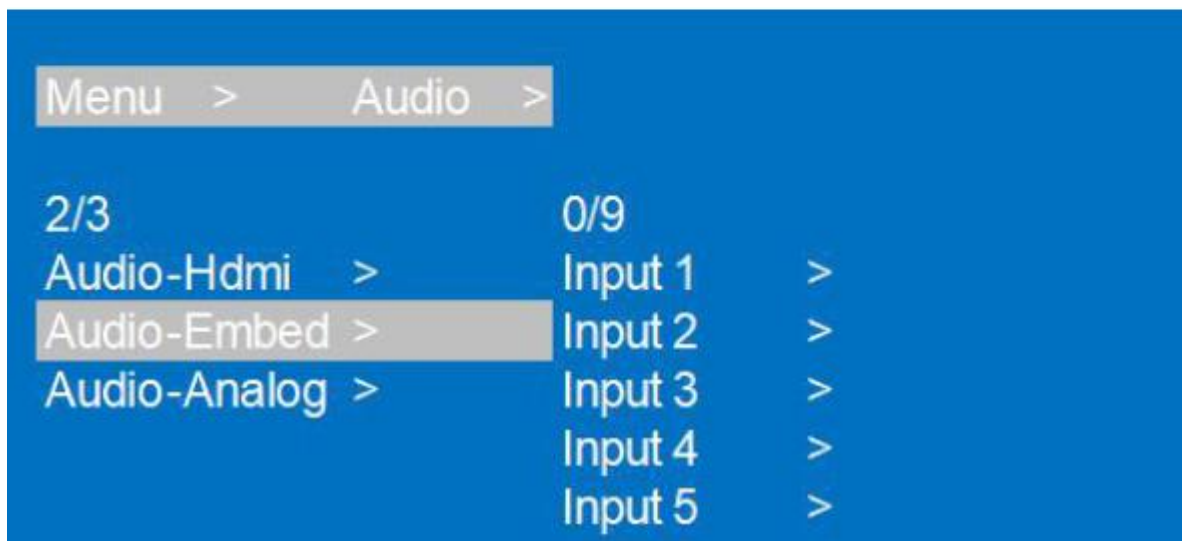 Menu > Audio >
2/3 0/9
Audio-Hdmi > Input 1 >
Audio-Embed > Input 2 >
Audio-Analog > Input 3 >
Input 4 >
Input 5 >